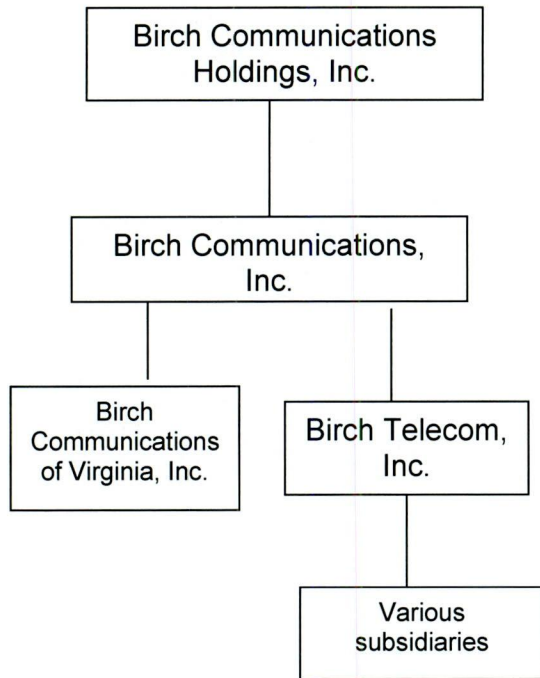 Birch Communications
Holdings, Inc.
Birch Communications,
Inc.
Birch
Communications
of Virginia, Inc.
Birch Telecom,
Inc.
Various
subsidiaries